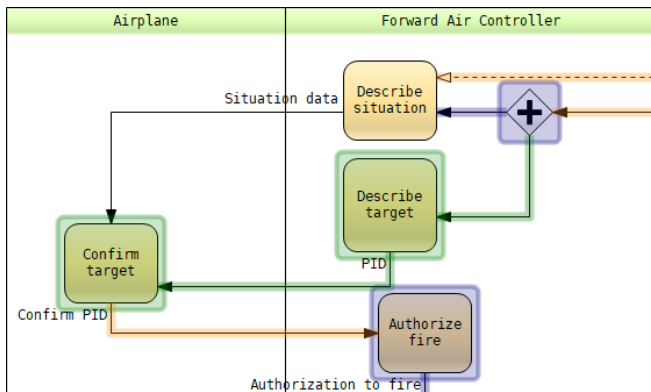 Airplane
Forward Air Controller
Situation data
Describe
situation
Describe
target
Confirm
target
PID
Confirm PID
Authorize
fire
Authorization to fire